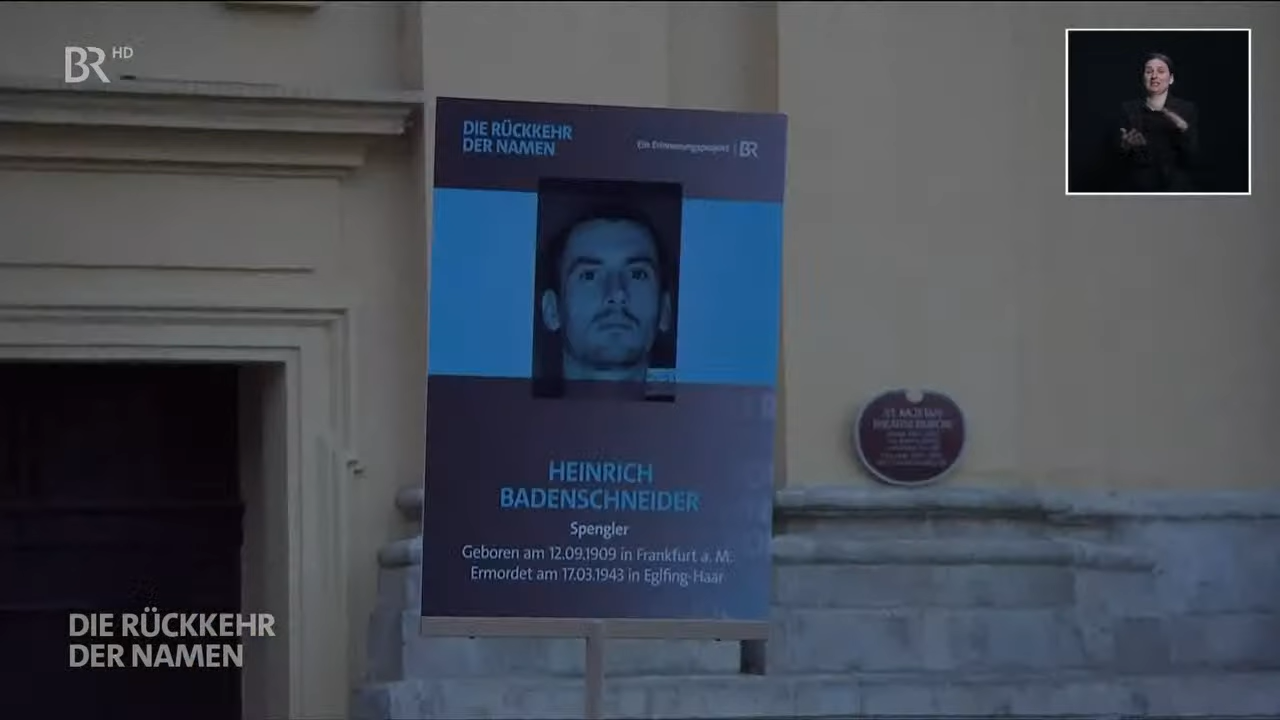 BR HD
DIE RÜCKKEHR
DER NAMEN
Ein Erinnerungsprojekt | BR
HEINRICH
BADENSCHNEIDER
Spengler
Geboren am 12.09.1909 in Frankfurt a. M.
Ermordet am 17.03.1943 in Eglfing-Haar
DIE RÜCKKEHR
DER NAMEN